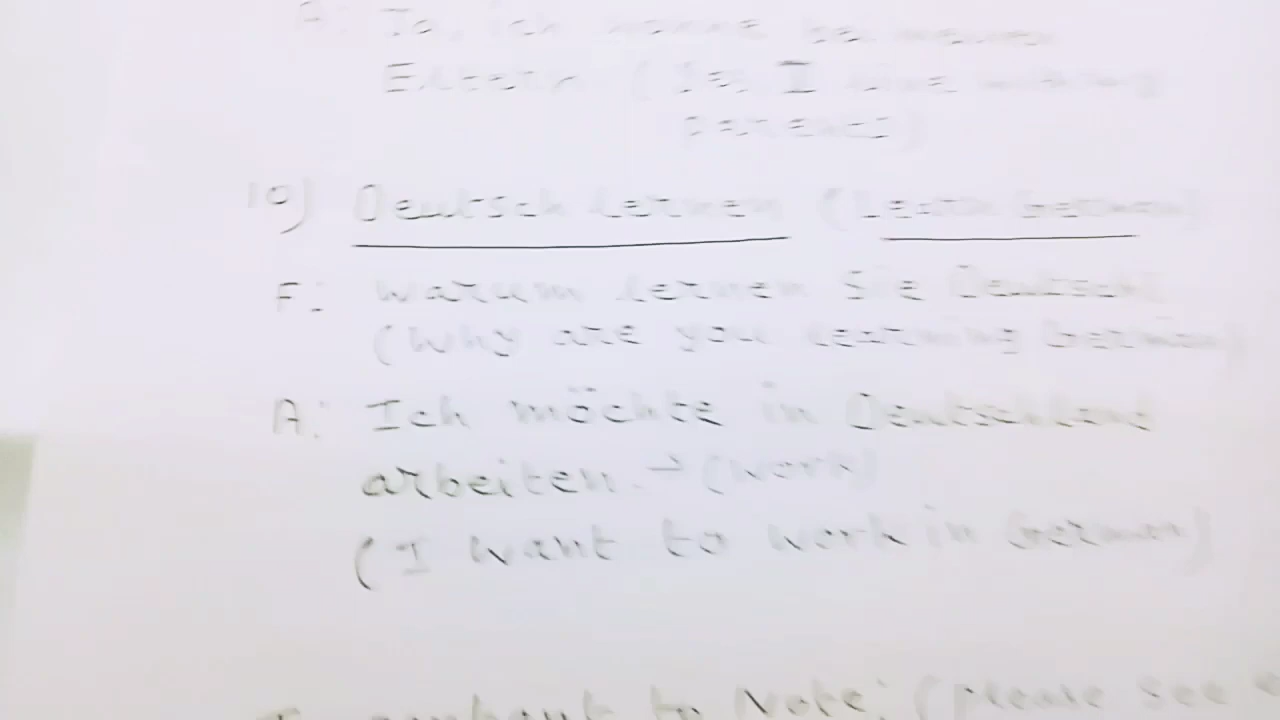 A: Ja, ich wohne bei meinen
Eltern (Yes I live with my
parents)
10) Deutsch lernen (Learn German)
F: Warum lernen Sie Deutsch
(Why are you learning German)
A: Ich möchte in Deutschland
arbeiten. → (work)
(I want to work in German)
to Note: (please see